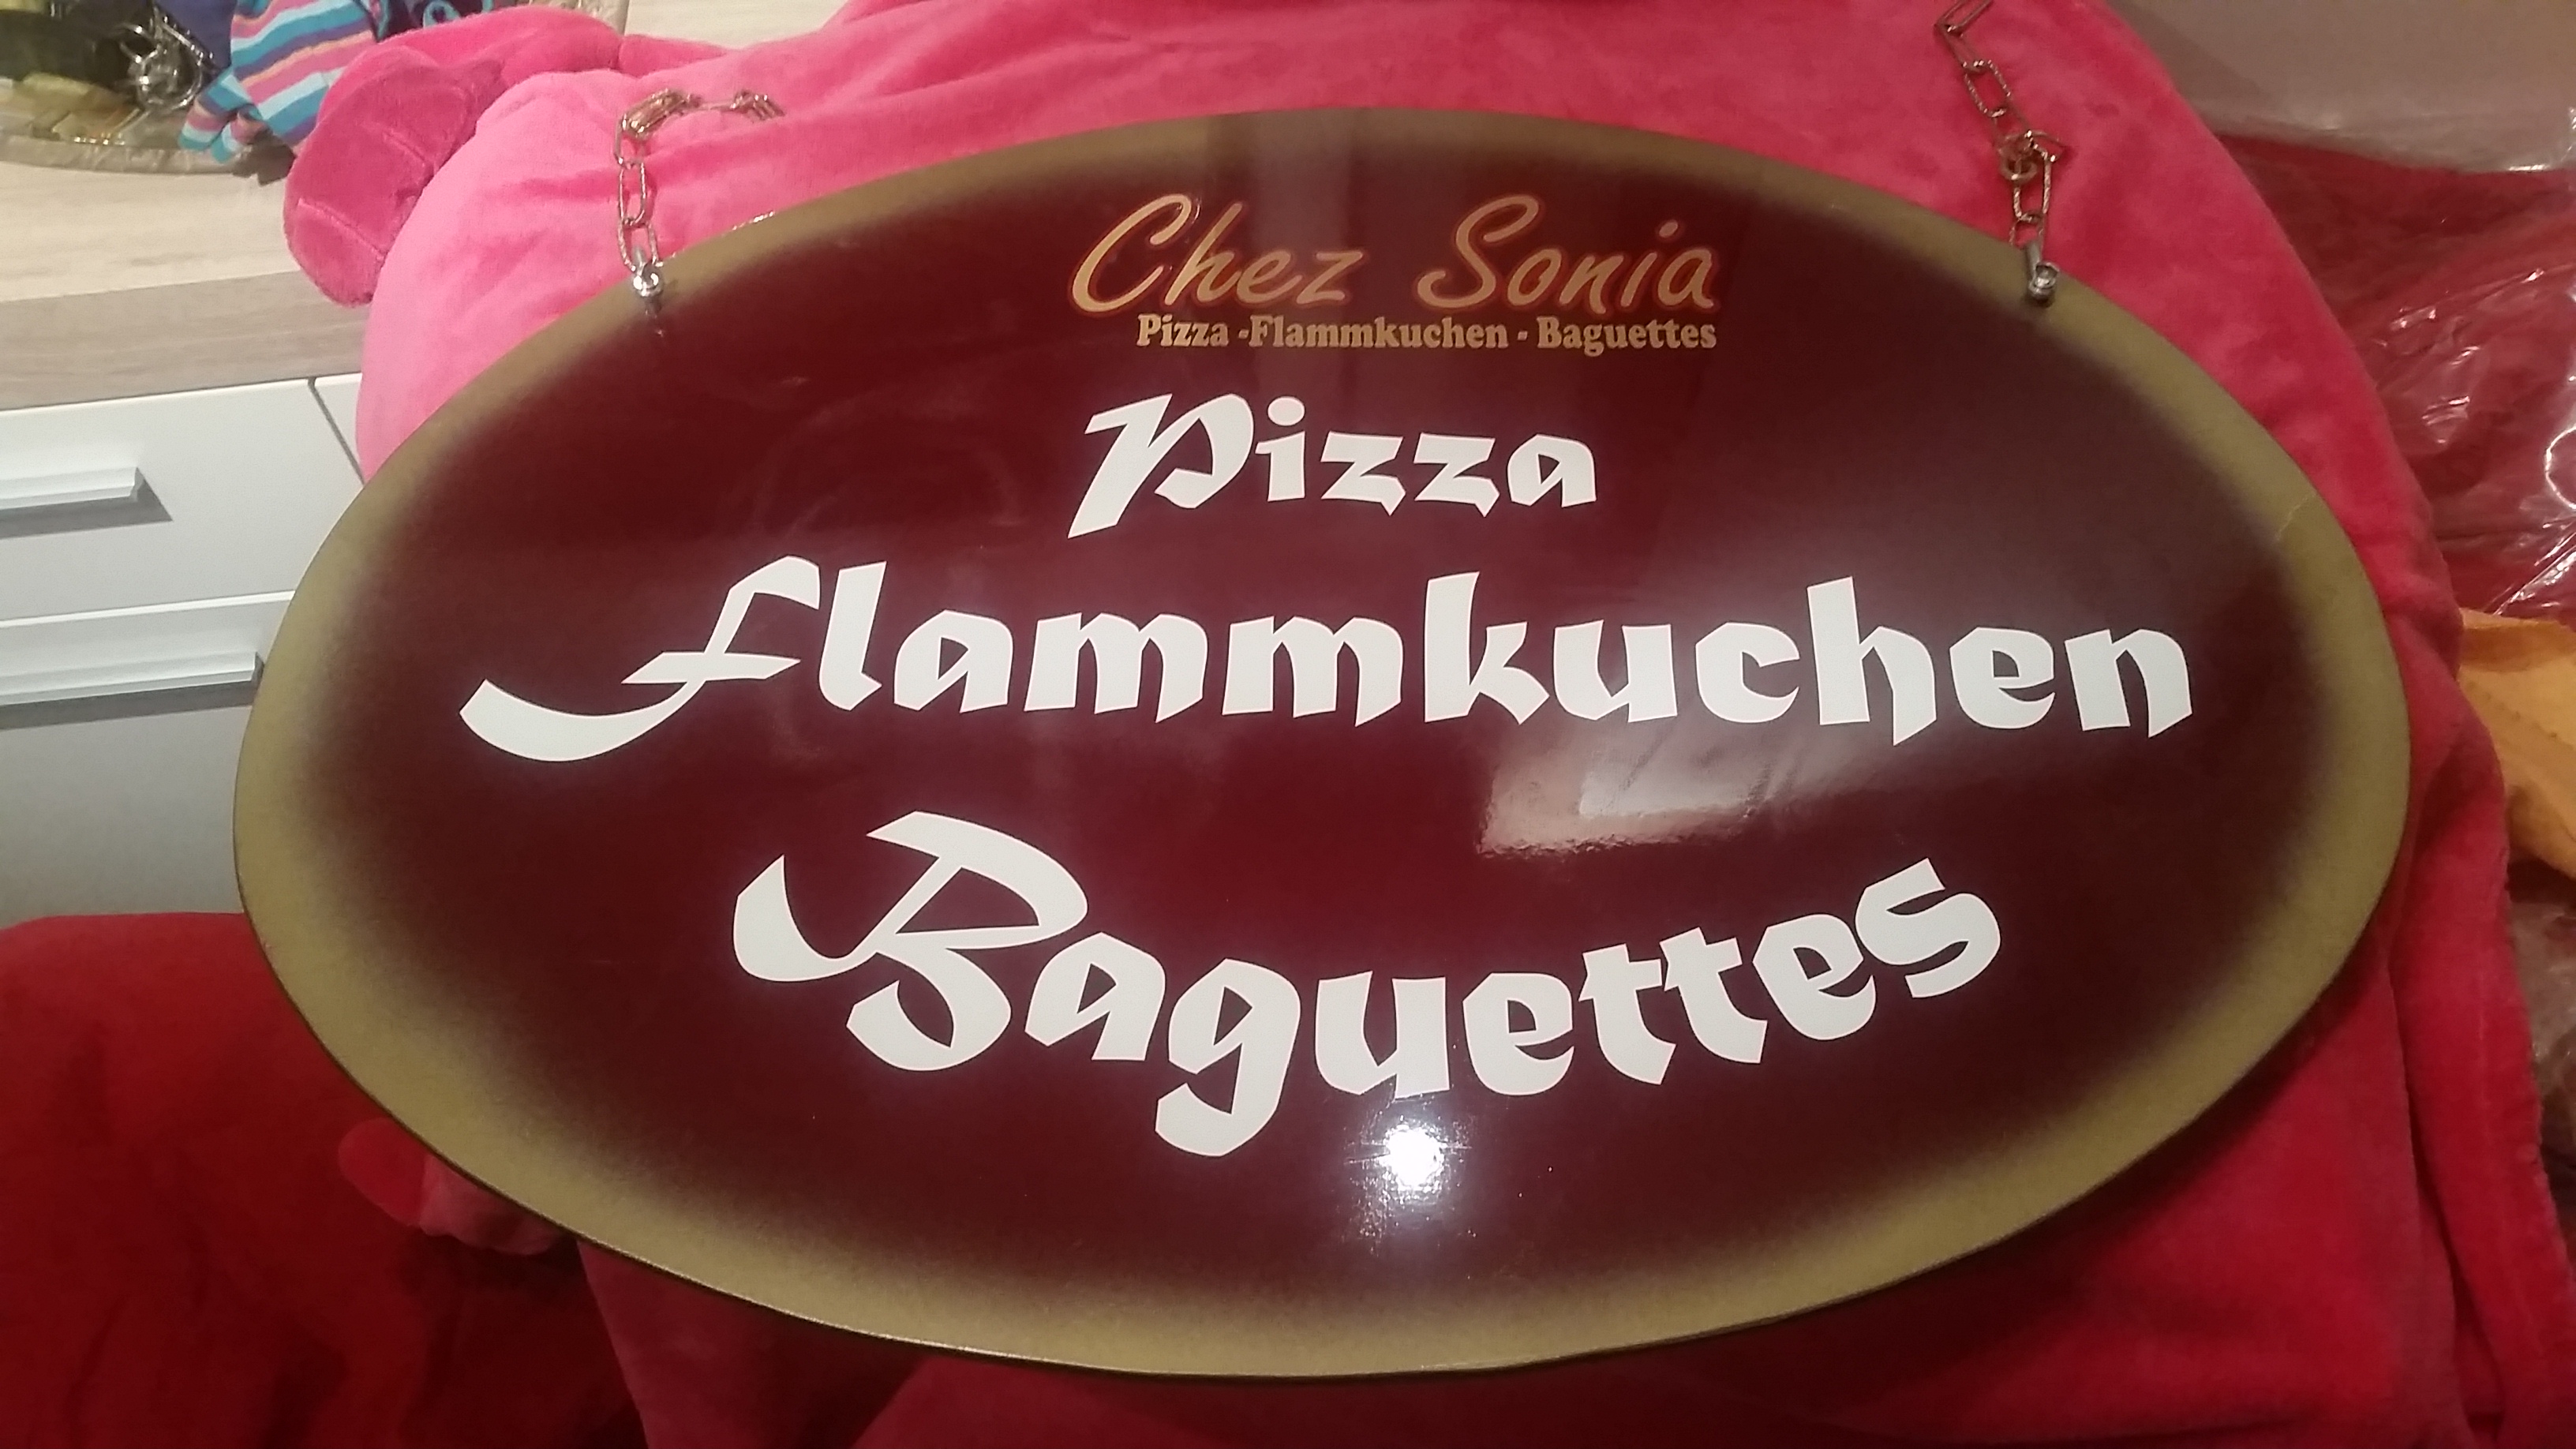 Chez Sonia
Pizza -Flammkuchen - Baguettes
Pizza
Flammkuchen
Baguettes